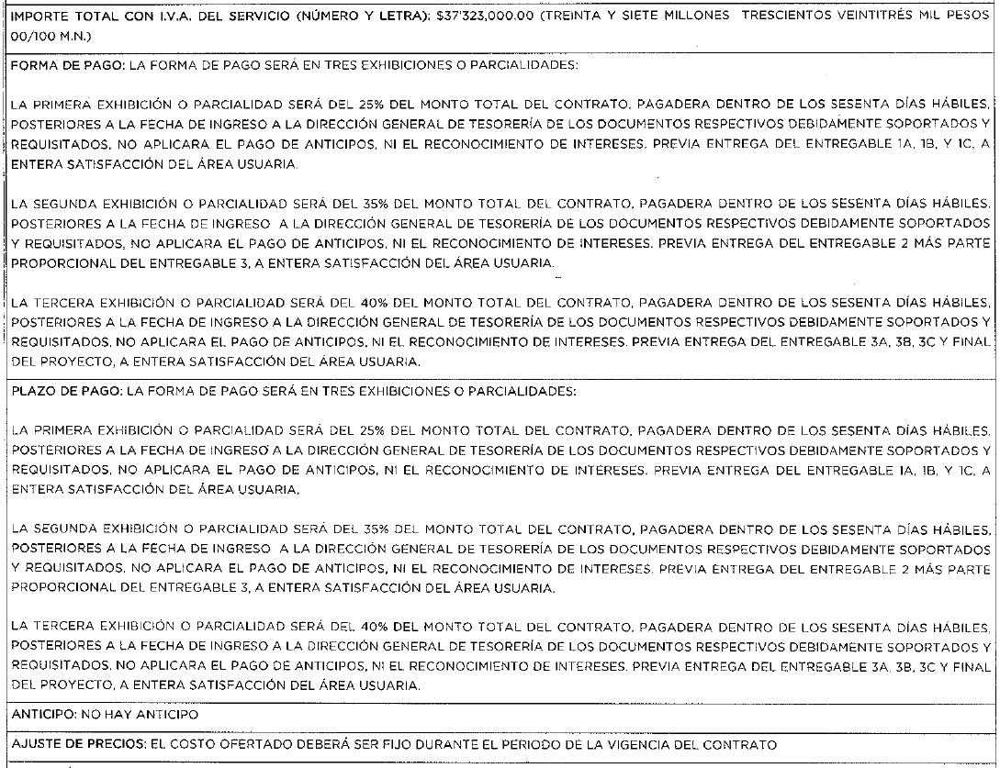 IMPORTE TOTAL CON I.V.A. DEL SERVICIO (NÚMERO Y LETRA): $37'323,000.00 (TREINTA Y SIETE MILLONES TRESCIENTOS VEINTITRÉS MIL PESOS
00/100 M.N.)
FORMA DE PAGO: LA FORMA DE PAGO SERÁ EN TRES EXHIBICIONES O PARCIALIDADES:
LA PRIMERA EXHIBICIÓN O PARCIALIDAD SERÁ DEL 25% DEL MONTO TOTAL DEL CONTRATO, PAGADERA DENTRO DE LOS SESENTA DÍAS HÁBILES,
POSTERIORES A LA FECHA DE INGRESO A LA DIRECCIÓN GENERAL DE TESORERÍA DE LOS DOCUMENTOS RESPECTIVOS DEBIDAMENTE SOPORTADOS Y
REQUISITADOS, NO APLICARA EL PAGO DE ANTICIPOS, NI EL RECONOCIMIENTO DE INTERESES. PREVIA ENTREGA DEL ENTREGABLE 1A, 1B, Y 1C, A
ENTERA SATISFACCIÓN DEL ÁREA USUARIA.
LA SEGUNDA EXHIBICIÓN O PARCIALIDAD SERÁ DEL 35% DEL MONTO TOTAL DEL CONTRATO, PAGADERA DENTRO DE LOS SESENTA DÍAS HÁBILES,
POSTERIORES A LA FECHA DE INGRESO A LA DIRECCIÓN GENERAL DE TESORERÍA DE LOS DOCUMENTOS RESPECTIVOS DEBIDAMENTE SOPORTADOS
Y REQUISITADOS, NO APLICARA EL PAGO DE ANTICIPOS, NI EL RECONOCIMIENTO DE INTERESES. PREVIA ENTREGA DEL ENTREGABLE 2 MÁS PARTE
PROPORCIONAL DEL ENTREGABLE 3, A ENTERA SATISFACCIÓN DEL ÁREA USUARIA.
LA TERCERA EXHIBICIÓN O PARCIALIDAD SERÁ DEL 40% DEL MONTO TOTAL DEL CONTRATO, PAGADERA DENTRO DE LOS SESENTA DÍAS HÁBILES,
POSTERIORES A LA FECHA DE INGRESO A LA DIRECCIÓN GENERAL DE TESORERÍA DE LOS DOCUMENTOS RESPECTIVOS DEBIDAMENTE SOPORTADOS Y
REQUISITADOS, NO APLICARA EL PAGO DE ANTICIPOS, NI EL RECONOCIMIENTO DE INTERESES. PREVIA ENTREGA DEL ENTREGABLE 3A, 3B, 3C Y FINAL
DEL PROYECTO, A ENTERA SATISFACCIÓN DEL ÁREA USUARIA.
PLAZO DE PAGO: LA FORMA DE PAGO SERÁ EN TRES EXHIBICIONES O PARCIALIDADES:
LA PRIMERA EXHIBICIÓN O PARCIALIDAD SERÁ DEL 25% DEL MONTO TOTAL DEL CONTRATO, PAGADERA DENTRO DE LOS SESENTA DÍAS HÁBILES,
POSTERIORES A LA FECHA DE INGRESO A LA DIRECCIÓN GENERAL DE TESORERÍA DE LOS DOCUMENTOS RESPECTIVOS DEBIDAMENTE SOPORTADOS Y
REQUISITADOS, NO APLICARA EL PAGO DE ANTICIPOS, NI EL RECONOCIMIENTO DE INTERESES. PREVIA ENTREGA DEL ENTREGABLE 1A, 1B, Y 1C, A
ENTERA SATISFACCIÓN DEL ÁREA USUARIA.
LA SEGUNDA EXHIBICIÓN O PARCIALIDAD SERÁ DEL 35% DEL MONTO TOTAL DEL CONTRATO, PAGADERA DENTRO DE LOS SESENTA DÍAS HÁBILES,
POSTERIORES A LA FECHA DE INGRESO A LA DIRECCIÓN GENERAL DE TESORERÍA DE LOS DOCUMENTOS RESPECTIVOS DEBIDAMENTE SOPORTADOS
Y REQUISITADOS, NO APLICARA EL PAGO DE ANTICIPOS, NI EL RECONOCIMIENTO DE INTERESES. PREVIA ENTREGA DEL ENTREGABLE 2 MÁS PARTE
PROPORCIONAL DEL ENTREGABLE 3, A ENTERA SATISFACCIÓN DEL ÁREA USUARIA.
LA TERCERA EXHIBICIÓN O PARCIALIDAD SERÁ DEL 40% DEL MONTO TOTAL DEL CONTRATO, PAGADERA DENTRO DE LOS SESENTA DÍAS HÁBILES,
POSTERIORES A LA FECHA DE INGRESO A LA DIRECCIÓN GENERAL DE TESORERÍA DE LOS DOCUMENTOS RESPECTIVOS DEBIDAMENTE SOPORTADOS Y
REQUISITADOS, NO APLICARA EL PAGO DE ANTICIPOS, NI EL RECONOCIMIENTO DE INTERESES. PREVIA ENTREGA DEL ENTREGABLE 3A, 3B, 3C Y FINAL
DEL PROYECTO, A ENTERA SATISFACCIÓN DEL ÁREA USUARIA.
ANTICIPO: NO HAY ANTICIPO
AJUSTE DE PRECIOS: EL COSTO OFERTADO DEBERÁ SER FIJO DURANTE EL PERIODO DE LA VIGENCIA DEL CONTRATO